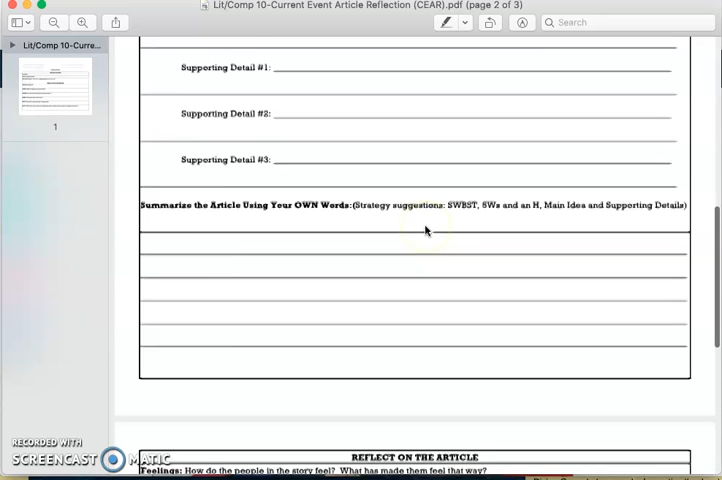 Lit/Comp 10-Current Event Article Reflection (CEAR).pdf (page 2 of 3)
Search
Lit/Comp 10-Curre...
1
Supporting Detail #1:
Supporting Detail #2:
Supporting Detail #3:
Summarize the Article Using Your OWN Words:(Strategy suggestions: SWBST, 5Ws and an H, Main Idea and Supporting Details)
REFLECT ON THE ARTICLE
Feelings: How do the people in the story feel? What has made them feel that way?
RECORDED WITH
SCREENCAST MATIC